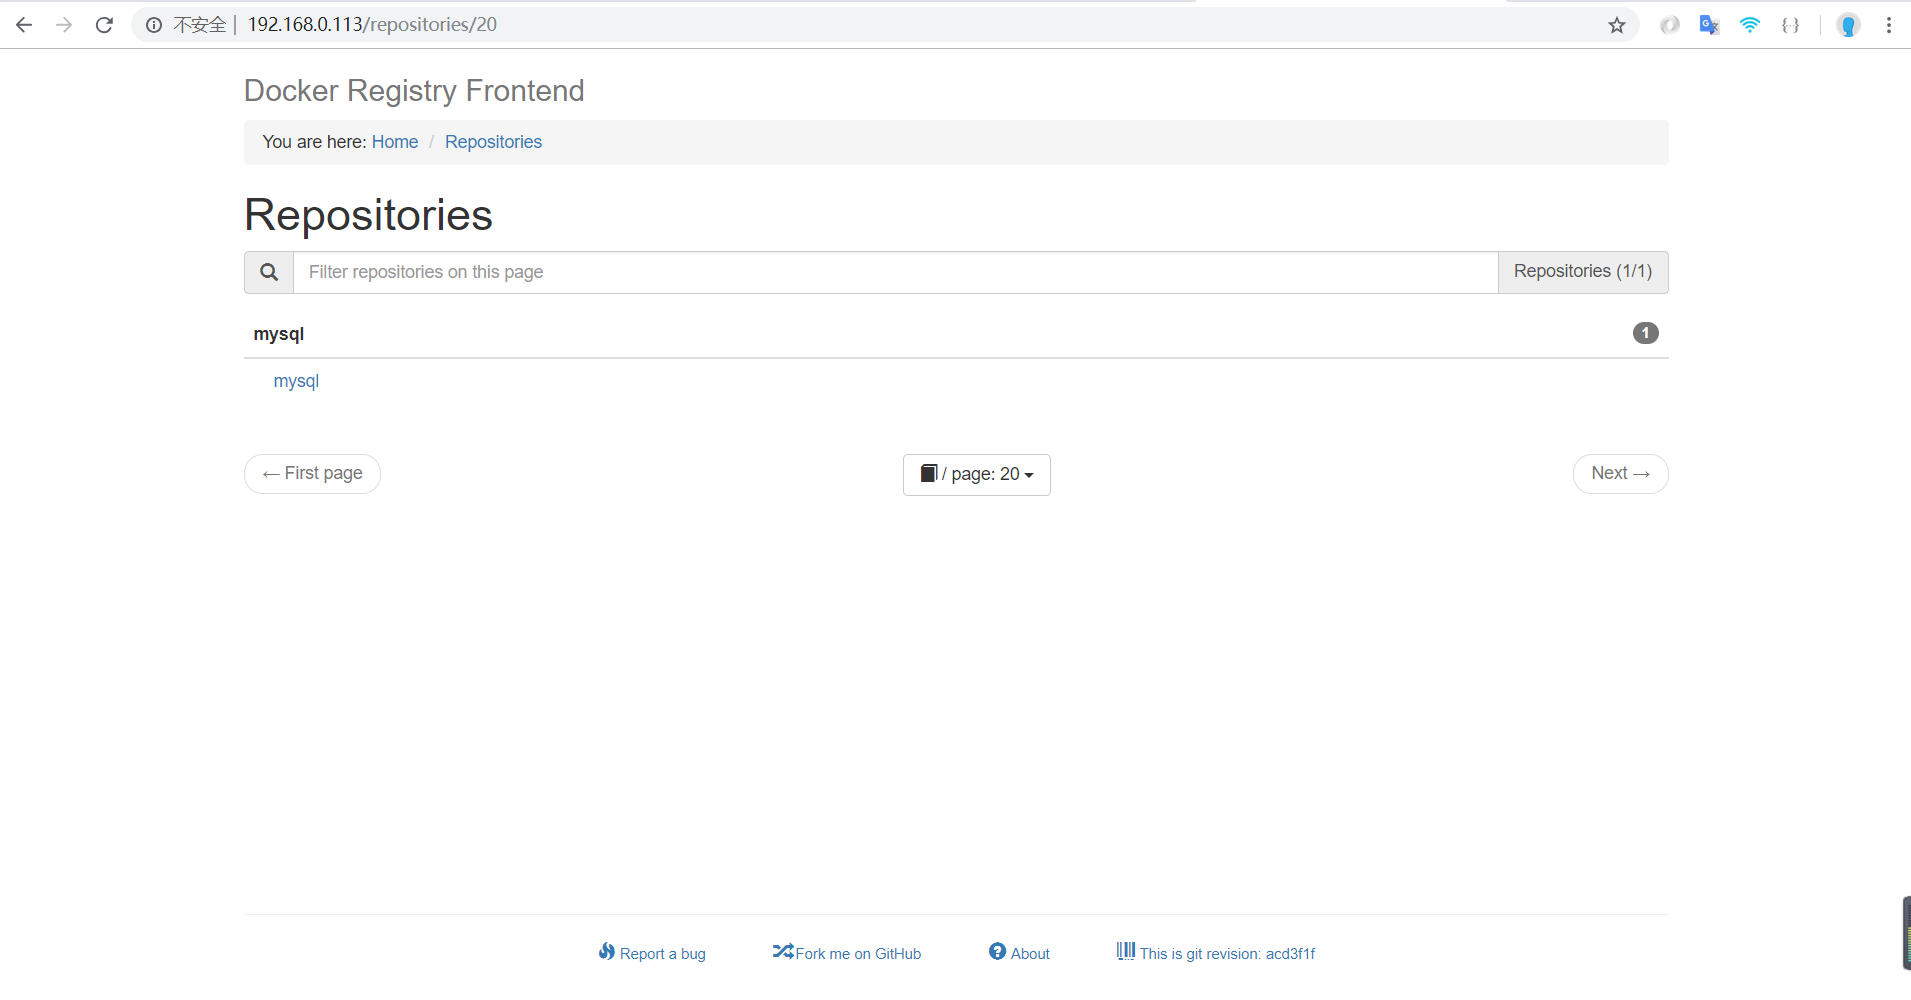 不安全 | 192.168.0.113/repositories/20
Docker Registry Frontend
You are here: Home / Repositories
Repositories
Filter repositories on this page
Repositories (1/1)
mysql 1
mysql
← First page
/ page: 20
Next →
Report a bug
Fork me on GitHub
About
This is git revision: acd3f1f